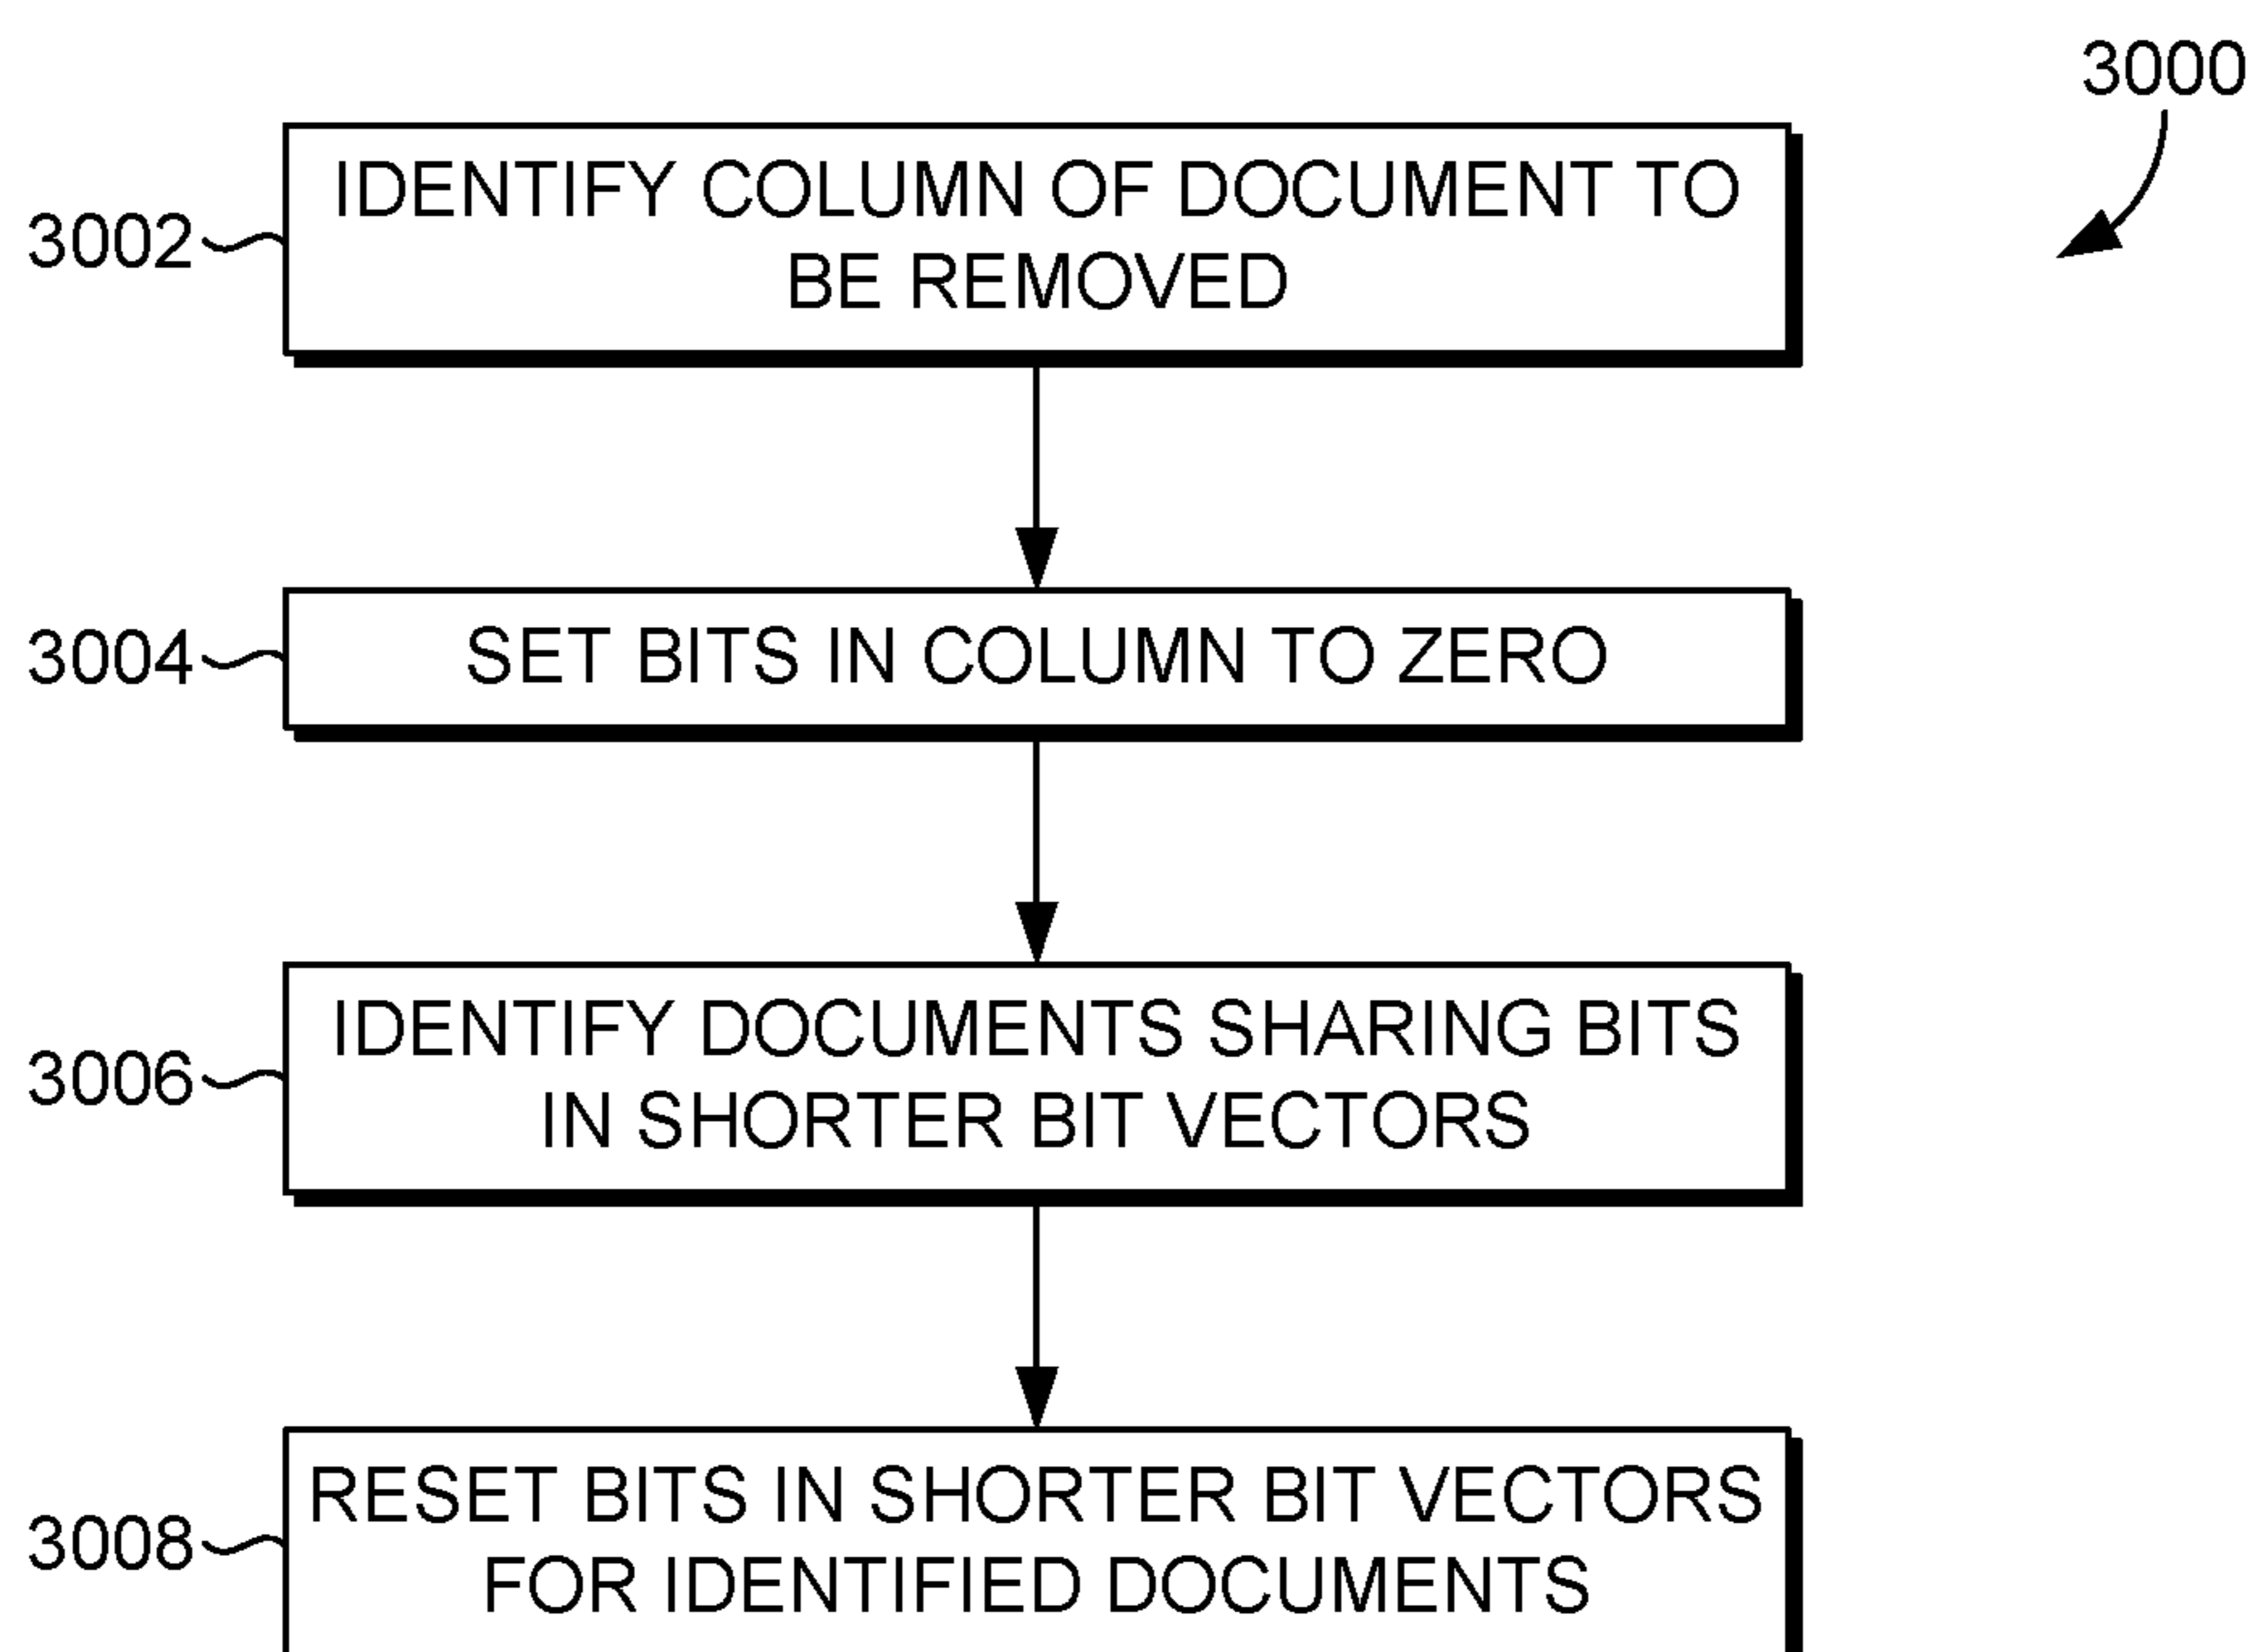 3000
IDENTIFY COLUMN OF DOCUMENT TO
BE REMOVED
3002
SET BITS IN COLUMN TO ZERO
3004
IDENTIFY DOCUMENTS SHARING BITS
IN SHORTER BIT VECTORS
3006
RESET BITS IN SHORTER BIT VECTORS
FOR IDENTIFIED DOCUMENTS
3008